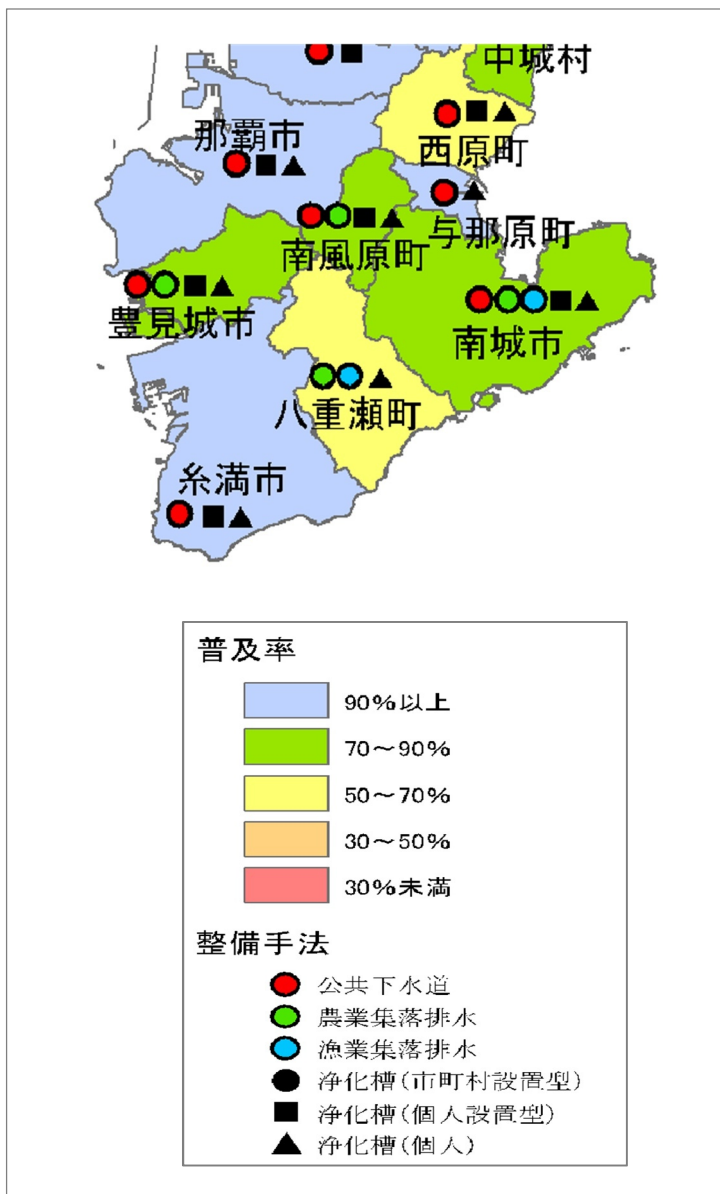 中城村
那覇市
西原町
与那原町
南風原町
豊見城市
南城市
八重瀬町
糸満市
普及率
90%以上
70～90%
50～70%
30～50%
30%未満
整備手法
公共下水道
農業集落排水
漁業集落排水
浄化槽(市町村設置型)
浄化槽(個人設置型)
浄化槽(個人)